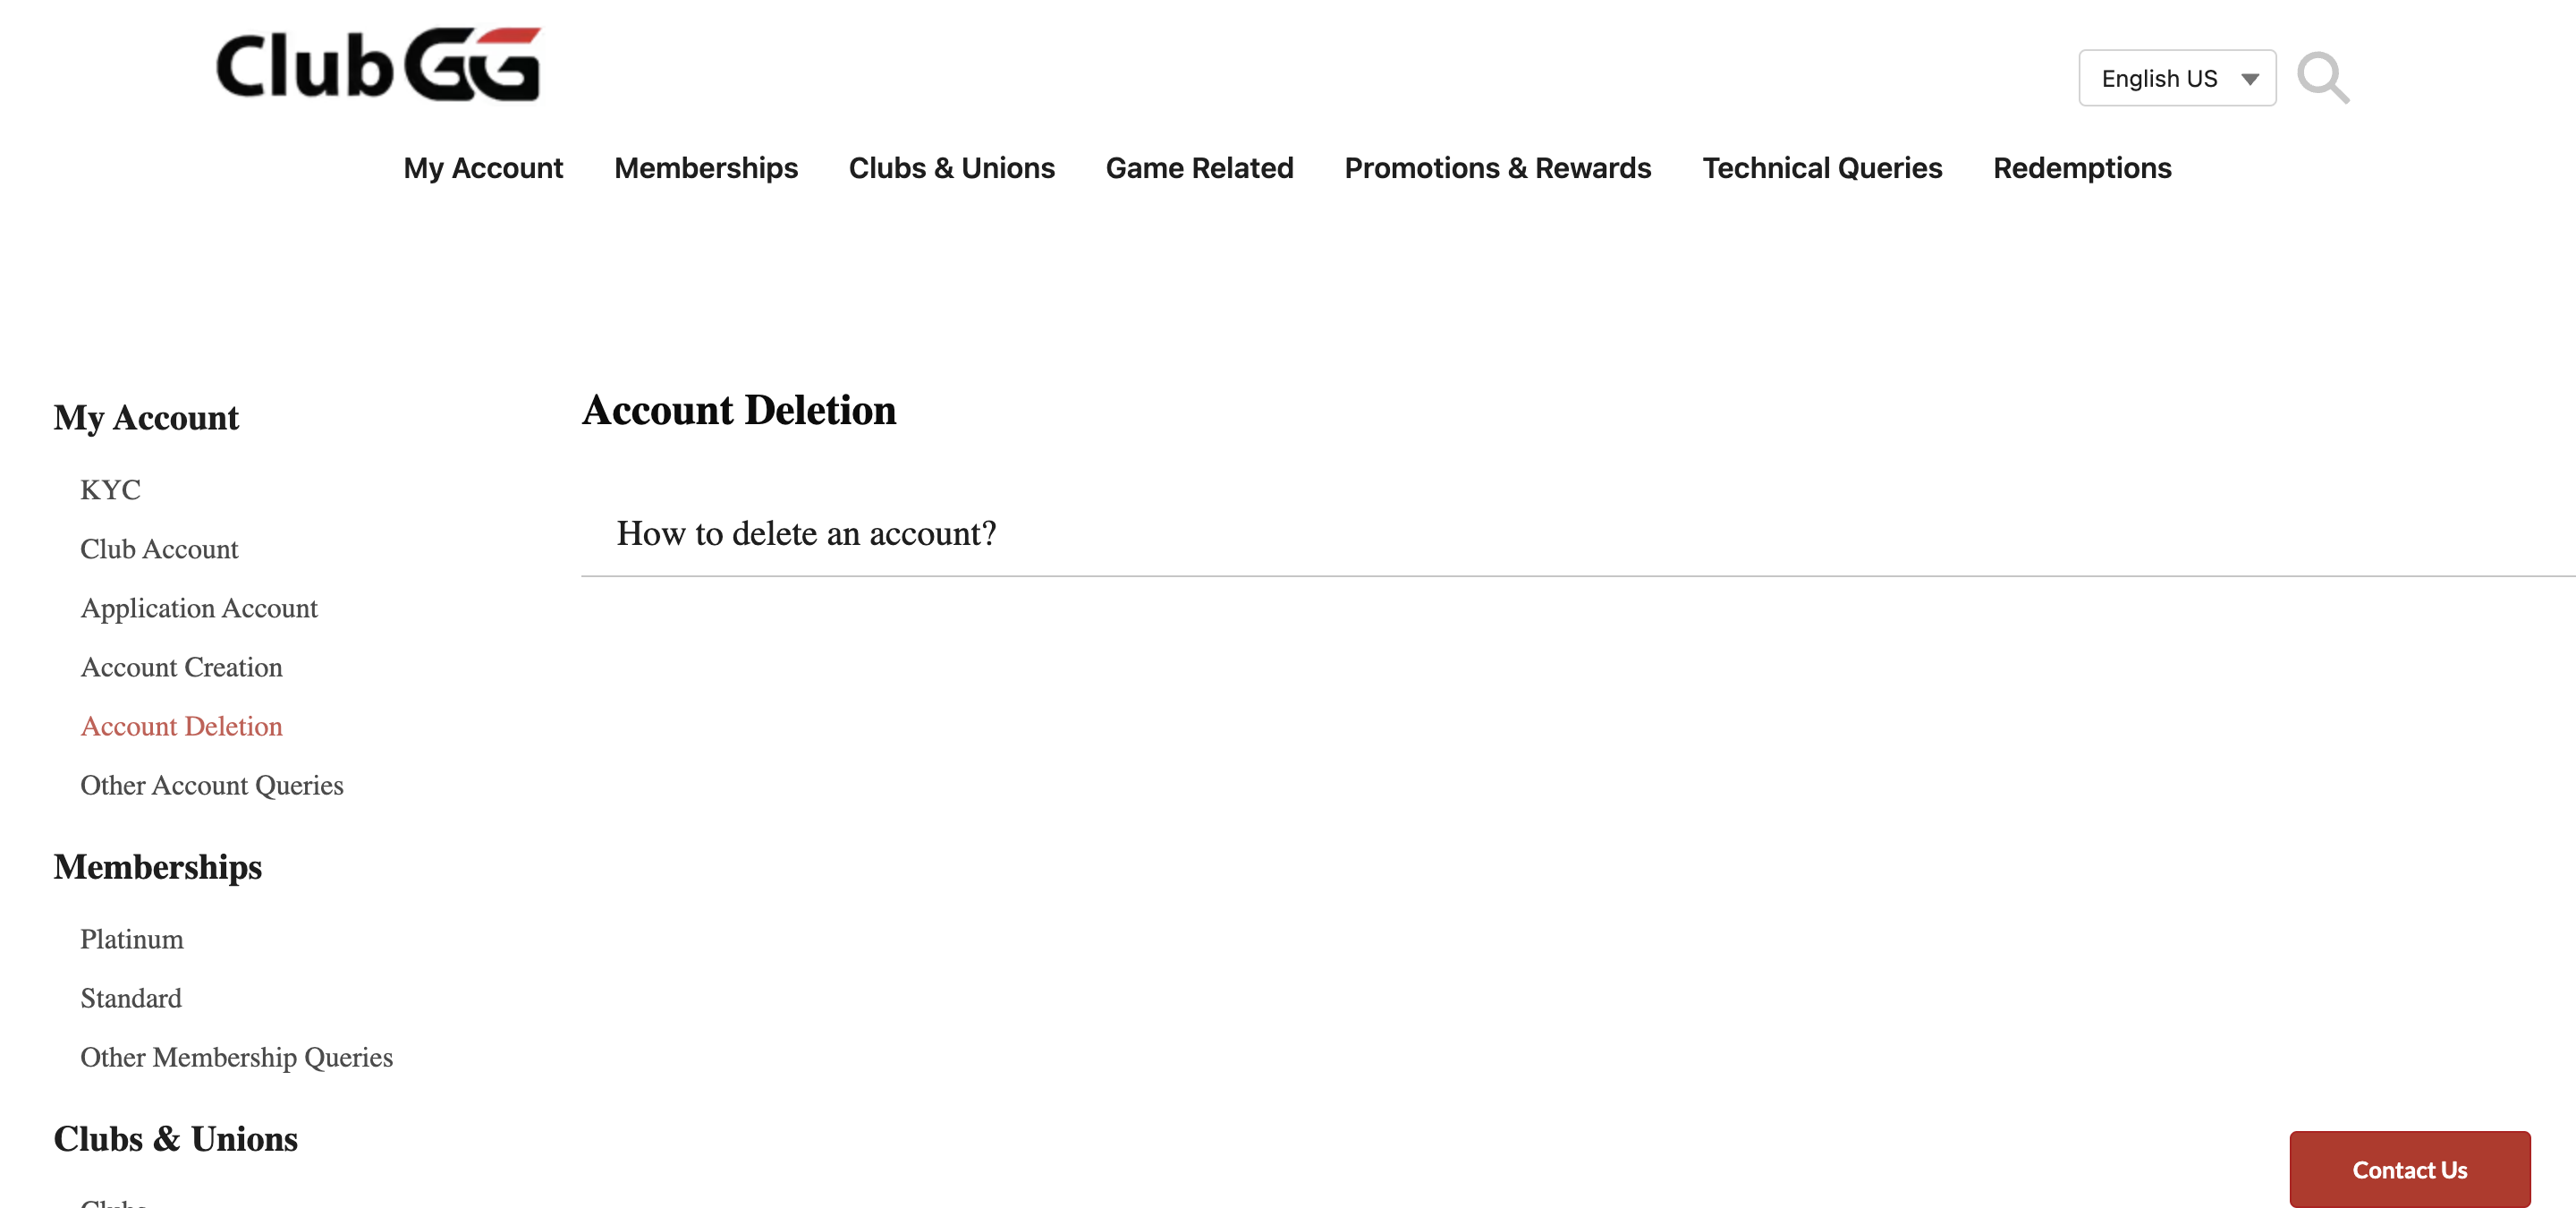 ClubGG
English US
My Account Memberships Clubs & Unions Game Related Promotions & Rewards Technical Queries Redemptions
My Account
KYC
Club Account
Application Account
Account Creation
Account Deletion
Other Account Queries
Memberships
Platinum
Standard
Other Membership Queries
Clubs & Unions
Clubs
Account Deletion
How to delete an account?
Contact Us